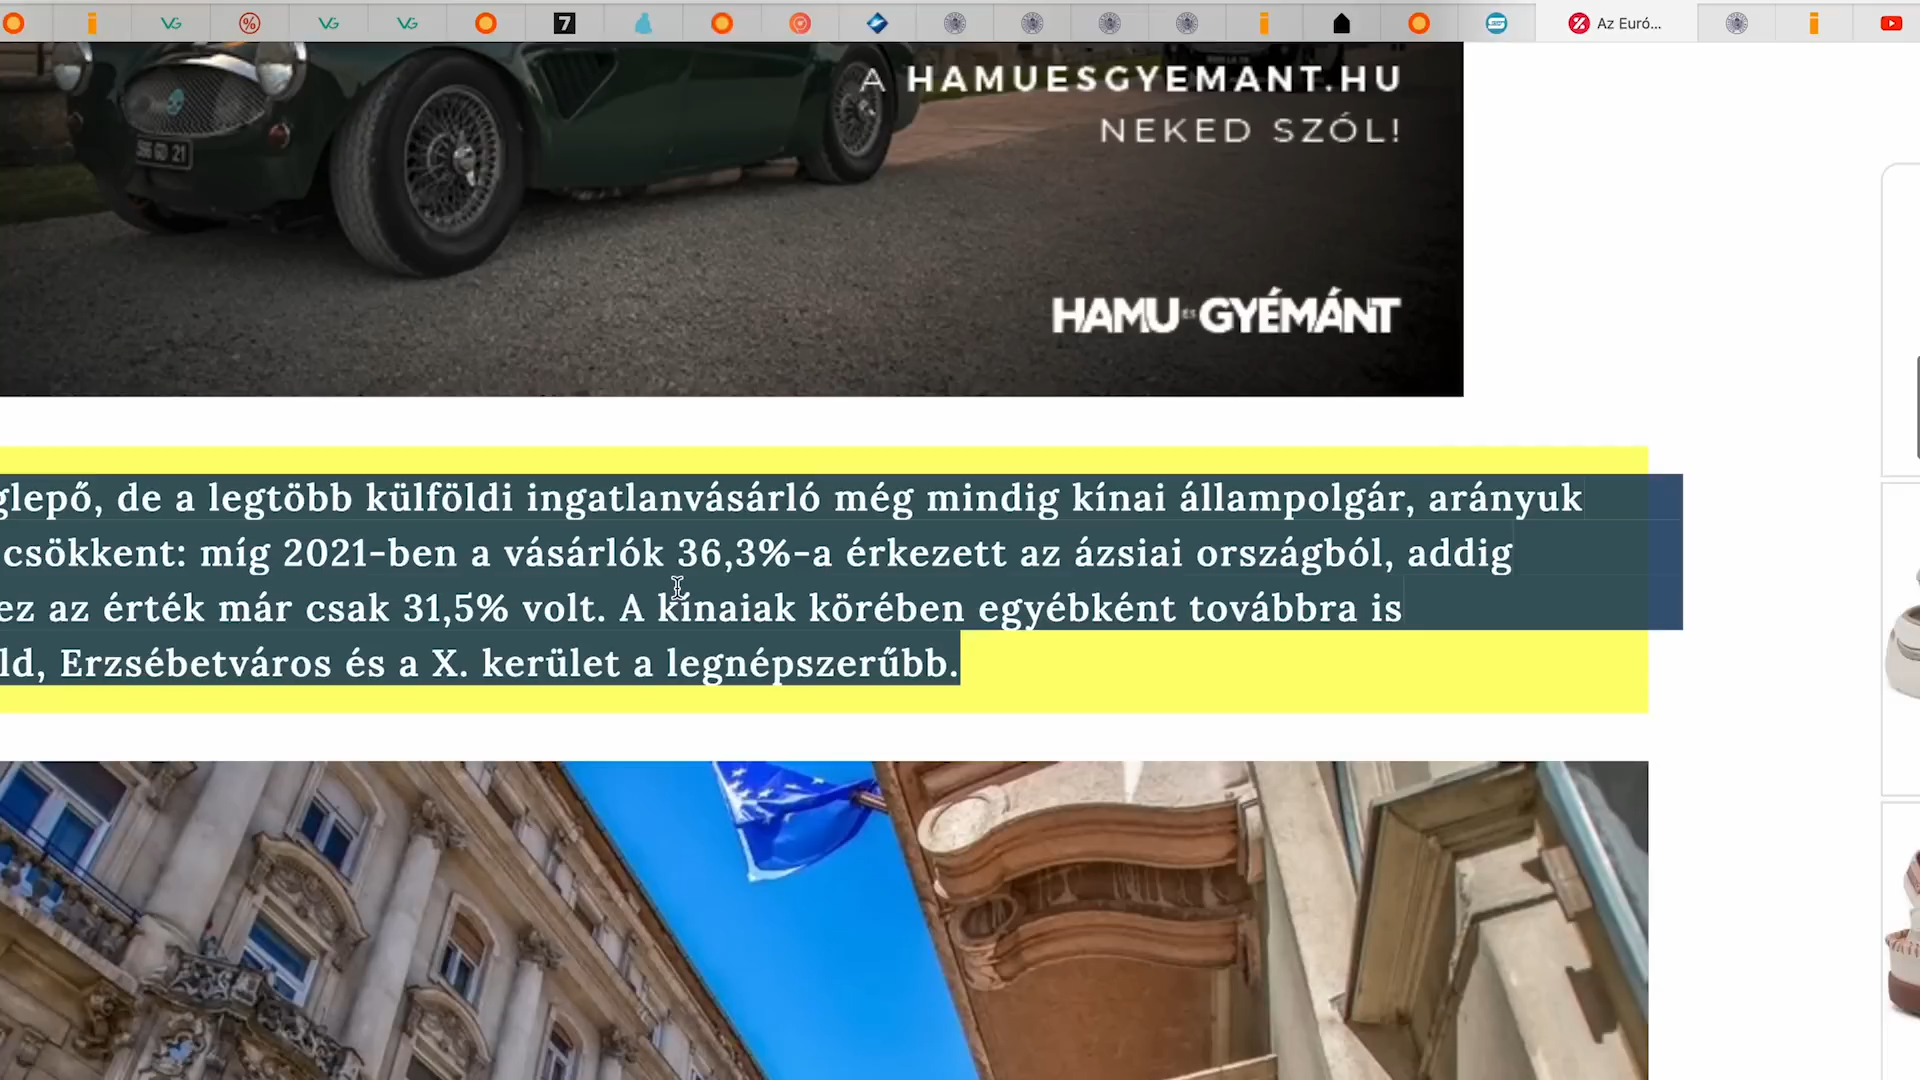 %
7
Az Euró...
A HAMUESGYEMANT.HU
NEKED SZÓL!
HAMU ÉS GYÉMÁNT
glepő, de a legtöbb külföldi ingatlanvásárló még mindig kínai állampolgár, arányuk
csökkent: míg 2021-ben a vásárlók 36,3%-a érkezett az ázsiai országból, addig
ez az érték már csak 31,5% volt. A kínaiak körében egyébként továbbra is
ld, Erzsébetváros és a X. kerület a legnépszerűbb.